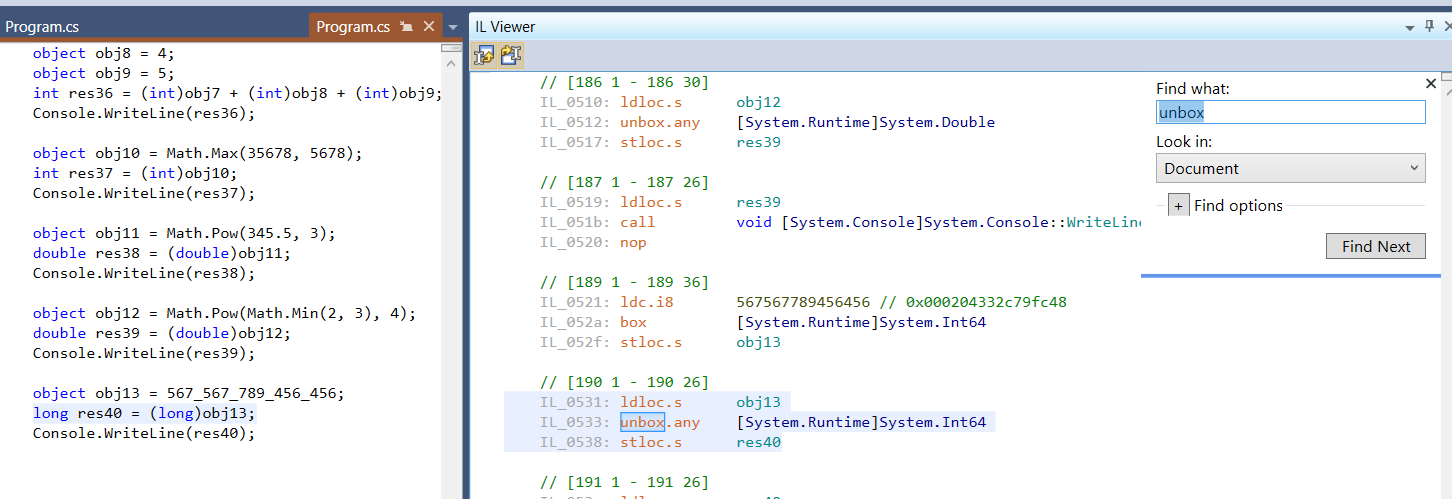 Program.cs
Program.cs
object obj8 = 4;
object obj9 = 5;
int res36 = (int)obj7 + (int)obj8 + (int)obj9;
Console.WriteLine(res36);
object obj10 = Math.Max(35678, 5678);
int res37 = (int)obj10;
Console.WriteLine(res37);
object obj11 = Math.Pow(345.5, 3);
double res38 = (double)obj11;
Console.WriteLine(res38);
object obj12 = Math.Pow(Math.Min(2, 3), 4);
double res39 = (double)obj12;
Console.WriteLine(res39);
object obj13 = 567_567_789_456_456;
long res40 = (long)obj13;
Console.WriteLine(res40);
IL Viewer
// [186 1 - 186 30]
IL_0510: ldloc.s obj12
IL_0512: unbox.any [System.Runtime]System.Double
IL_0517: stloc.s res39
// [187 1 - 187 26]
IL_0519: ldloc.s res39
IL_051b: call void [System.Console]System.Console::WriteLine
IL_0520: nop
// [189 1 - 189 36]
IL_0521: ldc.i8 567567789456456 // 0x000204332c79fc48
IL_052a: box [System.Runtime]System.Int64
IL_052f: stloc.s obj13
// [190 1 - 190 26]
IL_0531: ldloc.s obj13
IL_0533: unbox.any [System.Runtime]System.Int64
IL_0538: stloc.s res40
// [191 1 - 191 26]
Find what:
unbox
Look in:
Document
+ Find options
Find Next